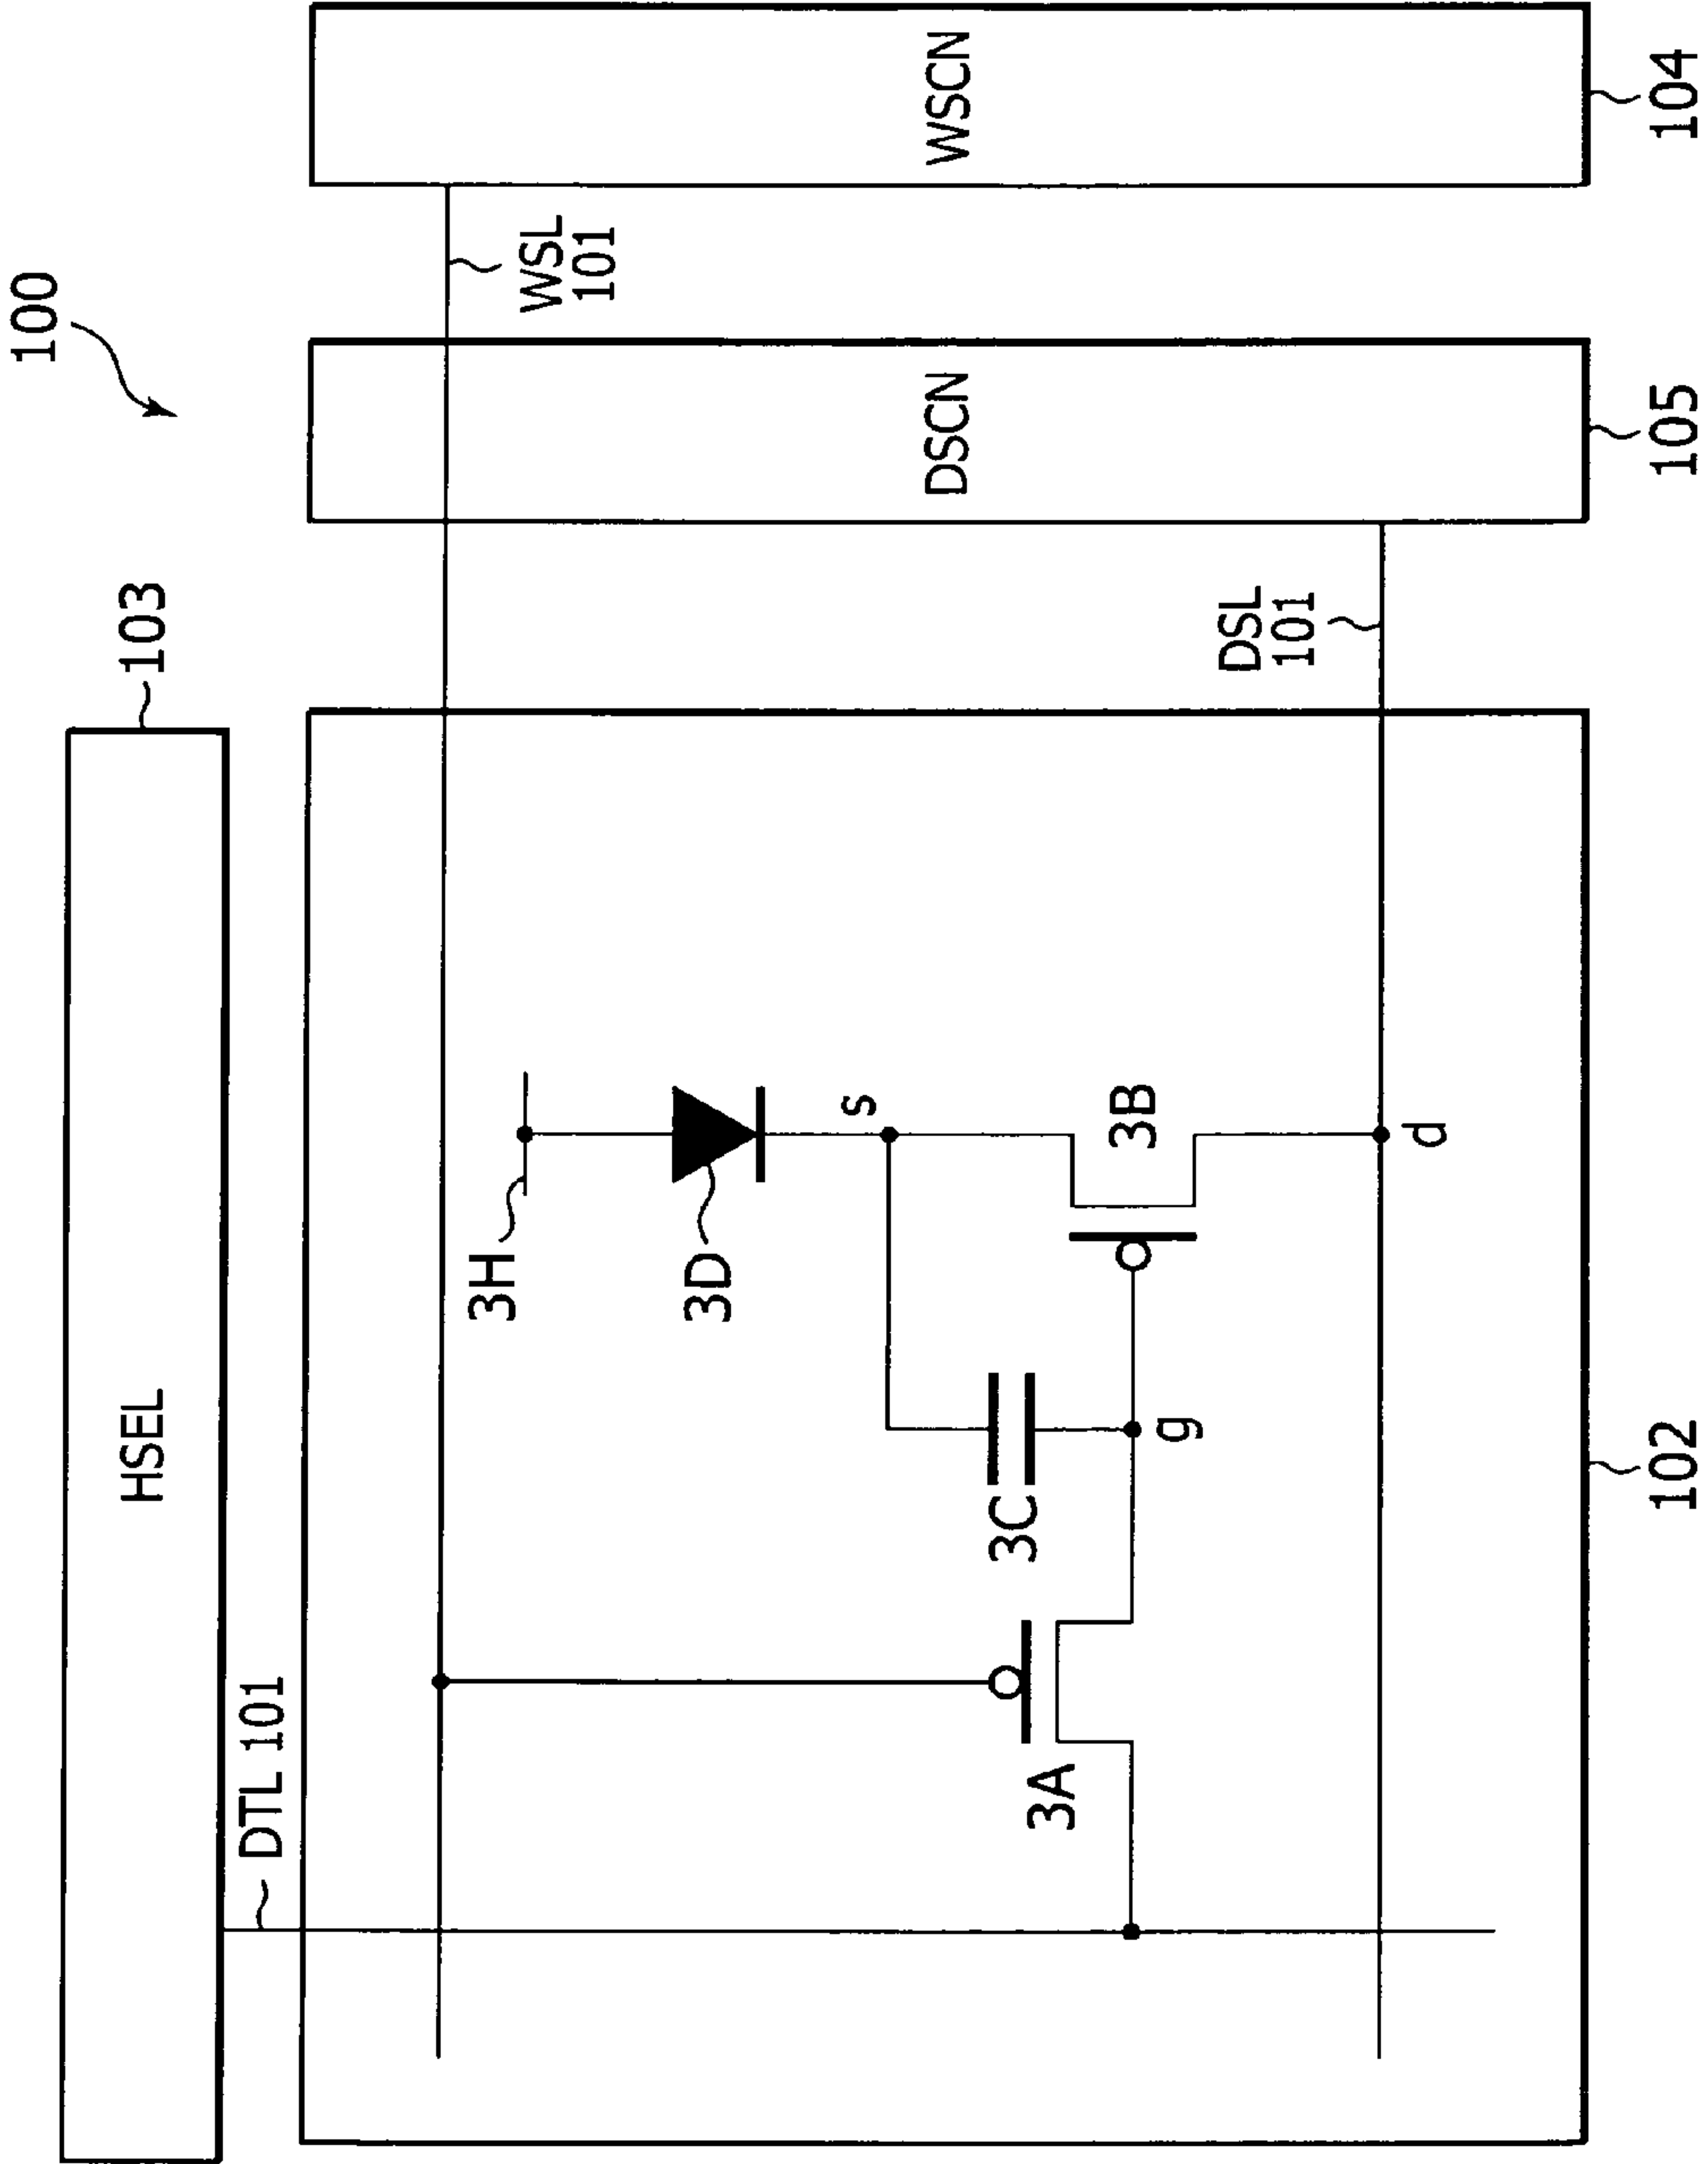 100
HSEL
103
DTL 101
WSL
101
DSCN
WSCN
3H
3D
s
3C
3B
3A
g
DSL
101
d
102
105
104